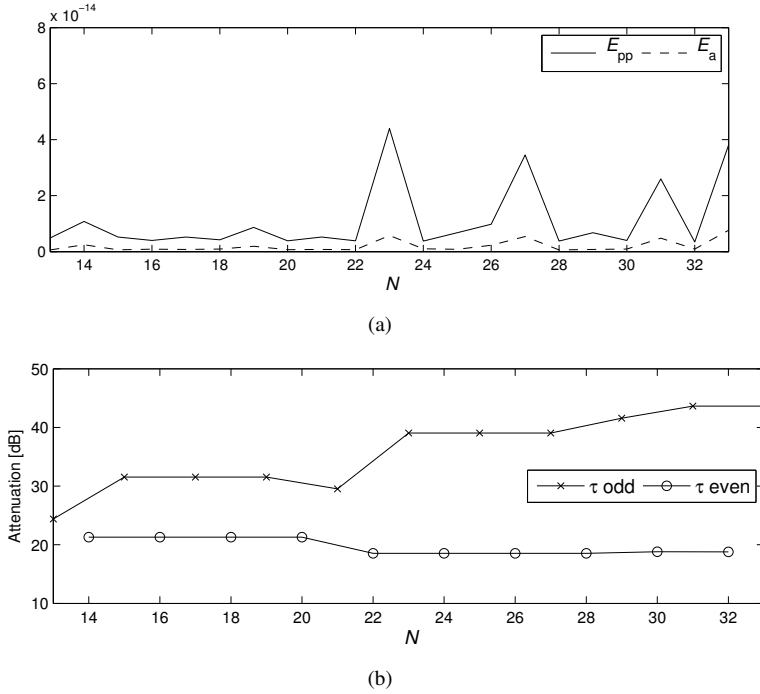 x 10⁻¹⁴
8
E_pp E_a
6
4
2
0
14 16 18 20 22 24 26 28 30 32
N
(a)
50
40
Attenuation [dB]
30
τ odd τ even
20
10
14 16 18 20 22 24 26 28 30 32
N
(b)